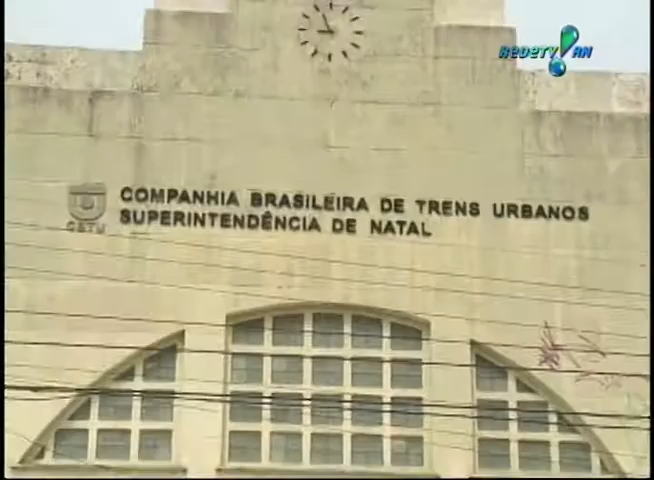 REDETV RN
COMPANHIA BRASILEIRA DE TRENS URBANOS
SUPERINTENDÊNCIA DE NATAL
CBTU